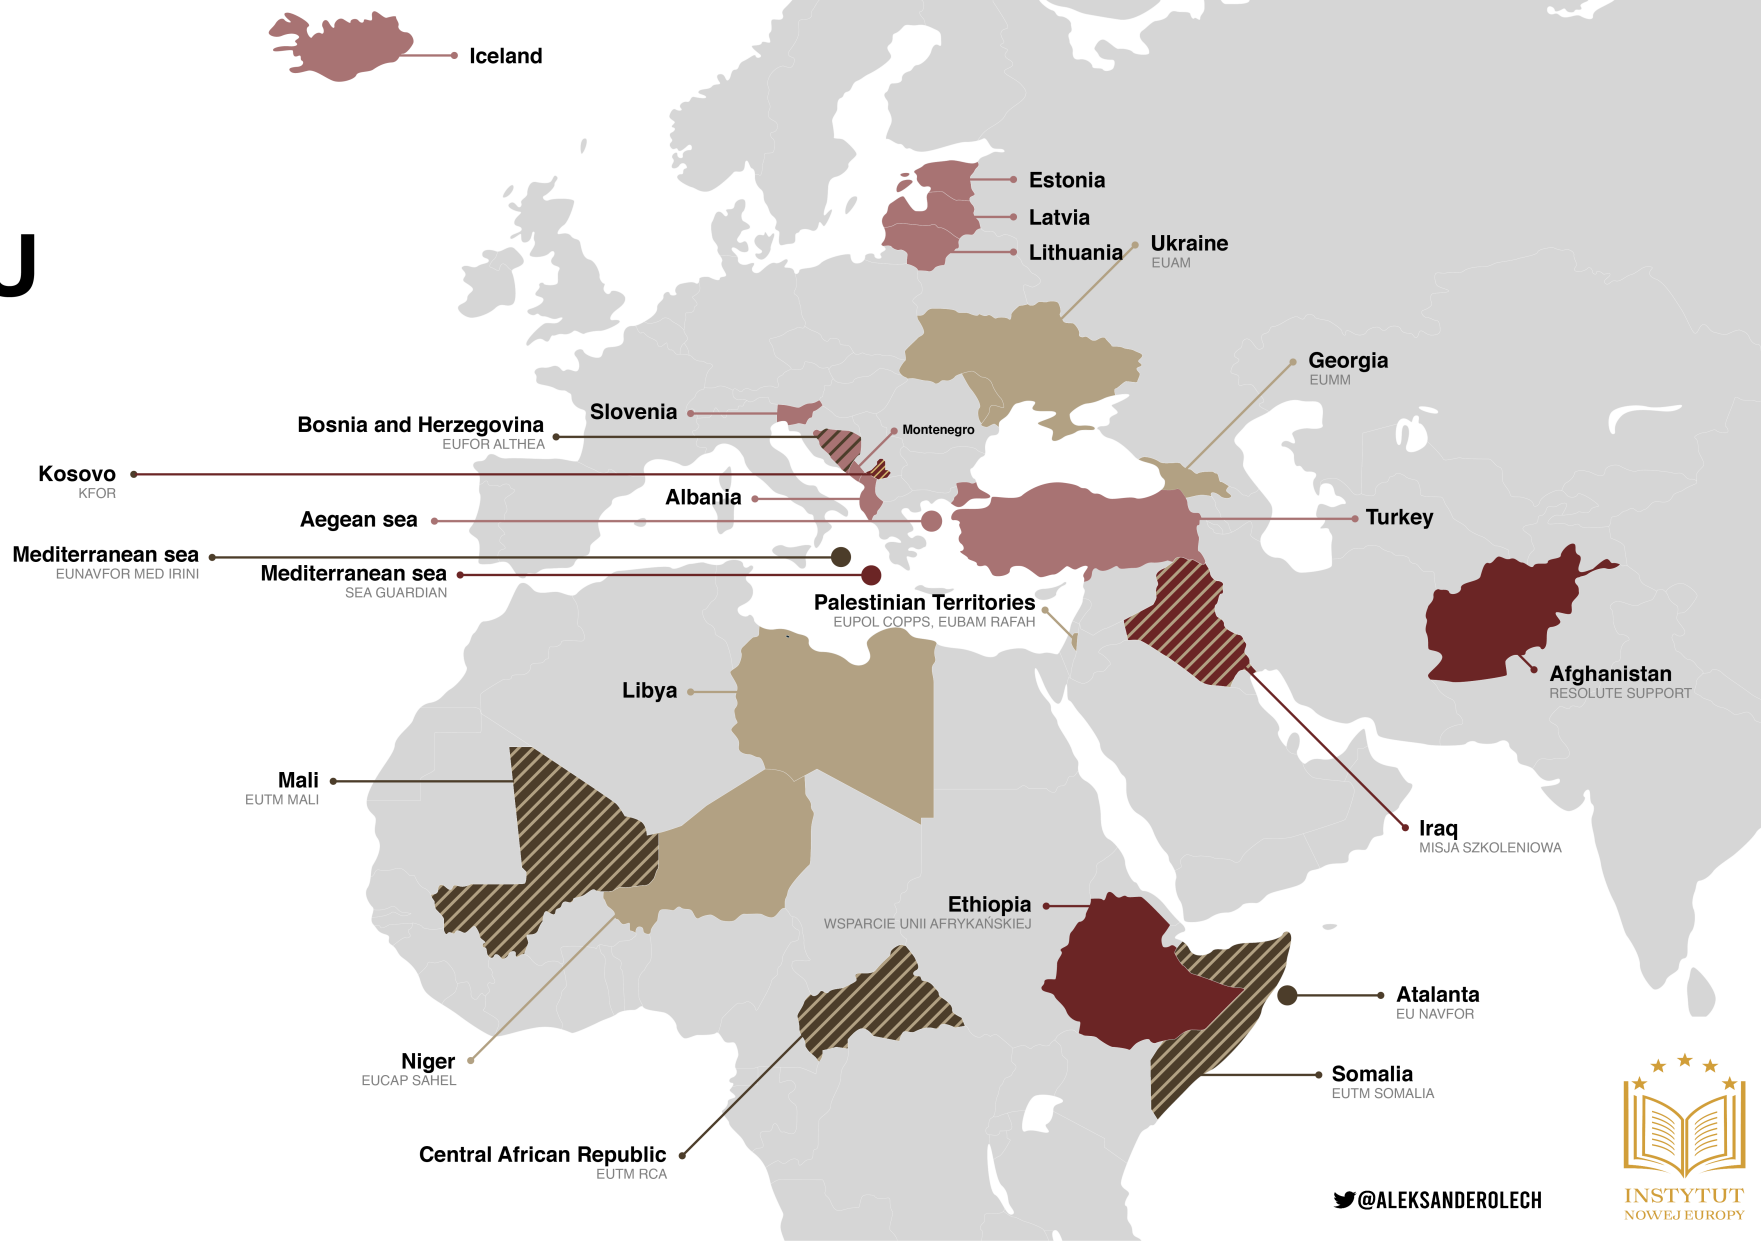 Iceland
Estonia
Latvia
Lithuania
Ukraine
EUAM
U
Georgia
EUMM
Slovenia
Bosnia and Herzegovina
EUFOR ALTHEA
Montenegro
Kosovo
KFOR
Albania
Aegean sea
Turkey
Mediterranean sea
EUNAVFOR MED IRINI
Mediterranean sea
SEA GUARDIAN
Palestinian Territories
EUPOL COPPS, EUBAM RAFAH
Afghanistan
RESOLUTE SUPPORT
Libya
Mali
EUTM MALI
Iraq
MISJA SZKOLENIOWA
Ethiopia
WSPARCIE UNII AFRYKAŃSKIEJ
Atalanta
EU NAVFOR
Niger
EUCAP SAHEL
Somalia
EUTM SOMALIA
Central African Republic
EUTM RCA
@ALEKSANDEROLECH
INSTYTUT
NOWEJ EUROPY